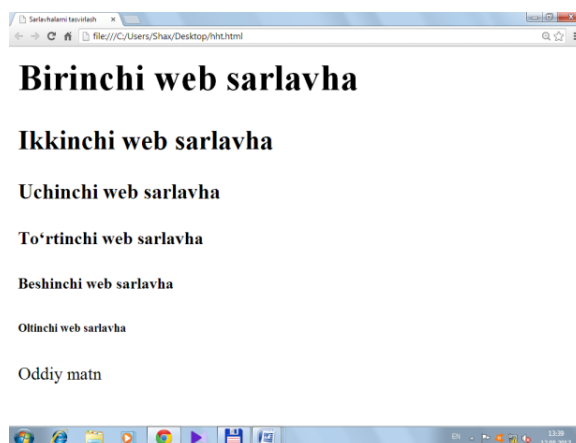 Sarlavhalarni tasvirlash
file:///C:/Users/Shax/Desktop/hht.html
Birinchi web sarlavha
Ikkinchi web sarlavha
Uchinchi web sarlavha
To‘rtinchi web sarlavha
Beshinchi web sarlavha
Oltinchi web sarlavha
Oddiy matn
EN
13:39